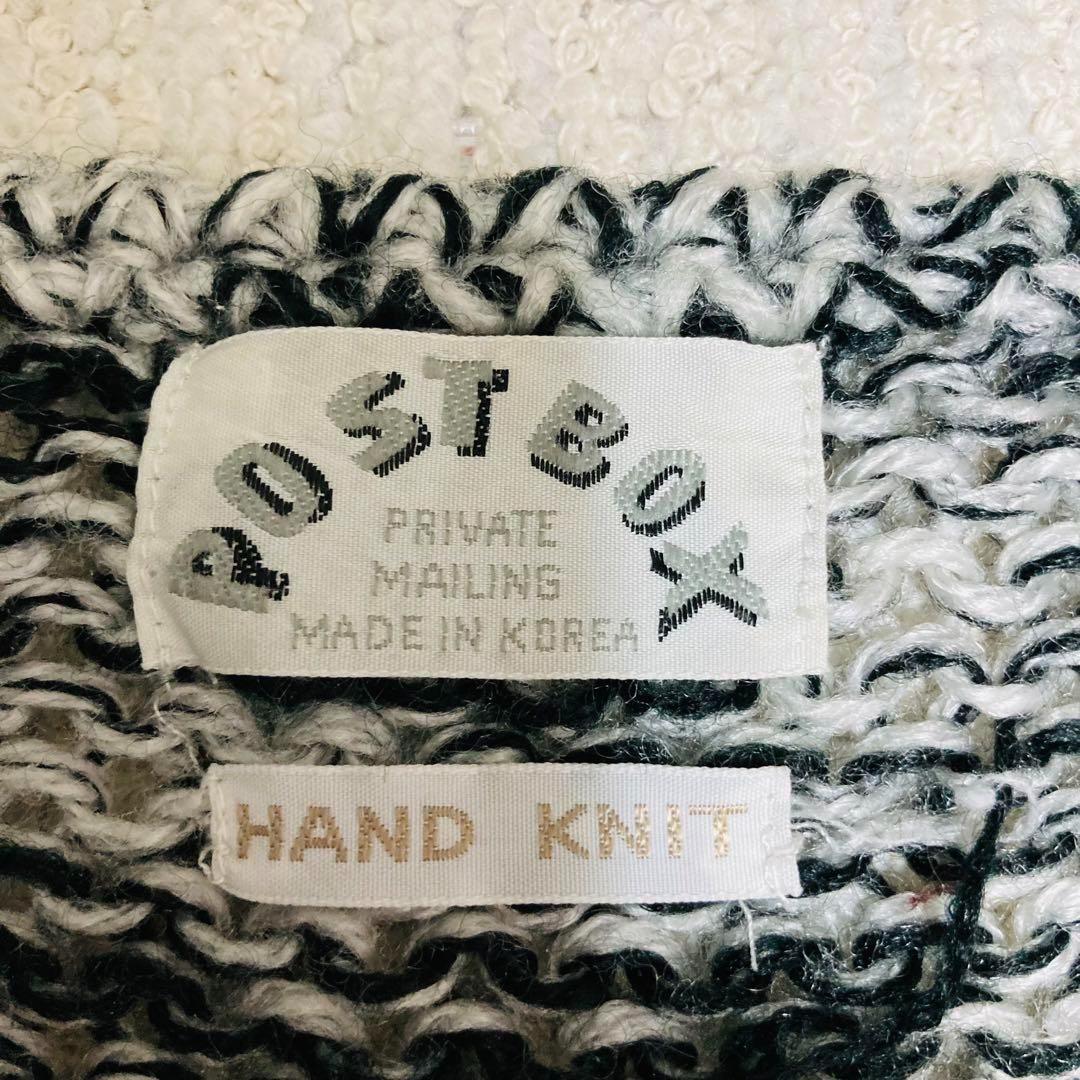 POSTBOX
PRIVATE
MAILING
MADE IN KOREA
HAND KNIT